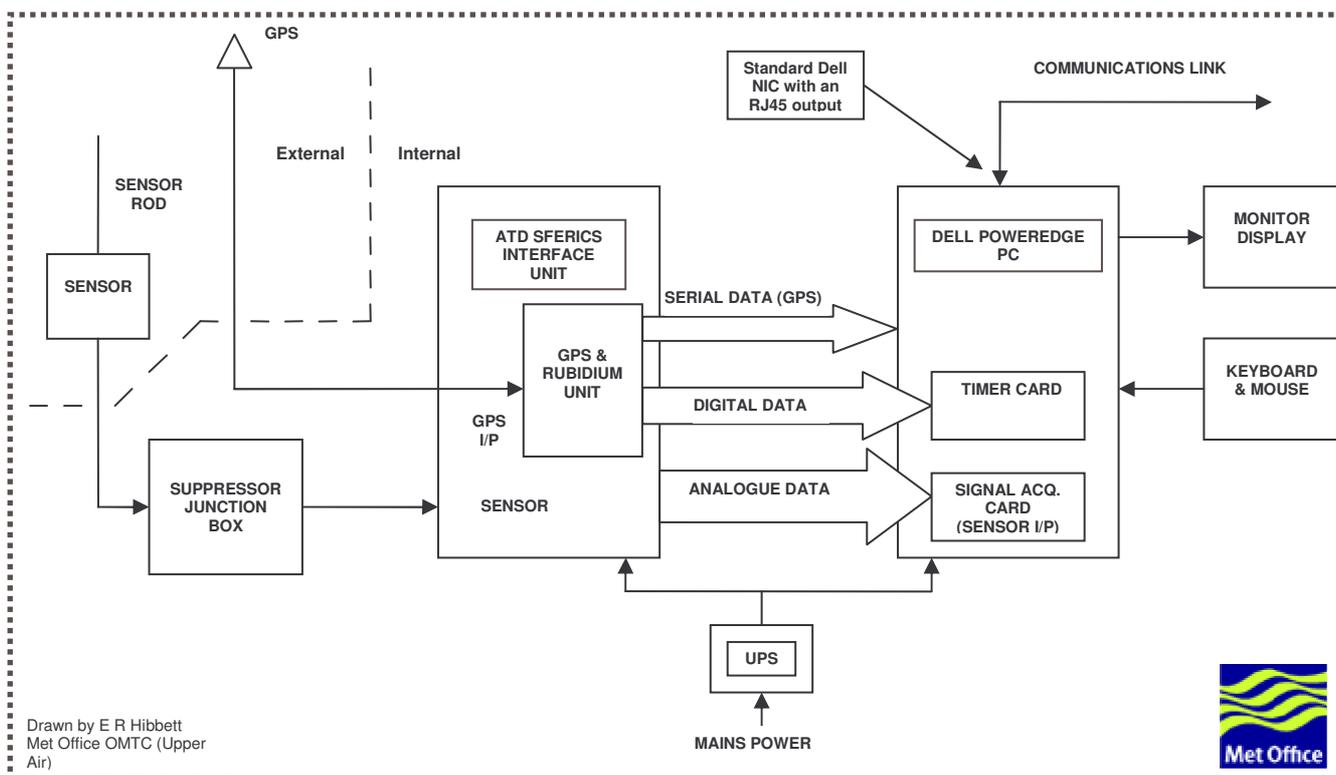 GPS
Standard Dell
NIC with an
RJ45 output
COMMUNICATIONS LINK
External
Internal
SENSOR
ROD
SENSOR
ATD SFERICS
INTERFACE
UNIT
DELL POWEREDGE
PC
MONITOR
DISPLAY
SERIAL DATA (GPS)
GPS &
RUBIDIUM
UNIT
GPS
I/P
DIGITAL DATA
TIMER CARD
KEYBOARD
& MOUSE
SUPPRESSOR
JUNCTION
BOX
SENSOR
ANALOGUE DATA
SIGNAL ACQ.
CARD
(SENSOR I/P)
UPS
MAINS POWER
Drawn by E R Hibbett
Met Office OMTC (Upper
Air)
Met Office